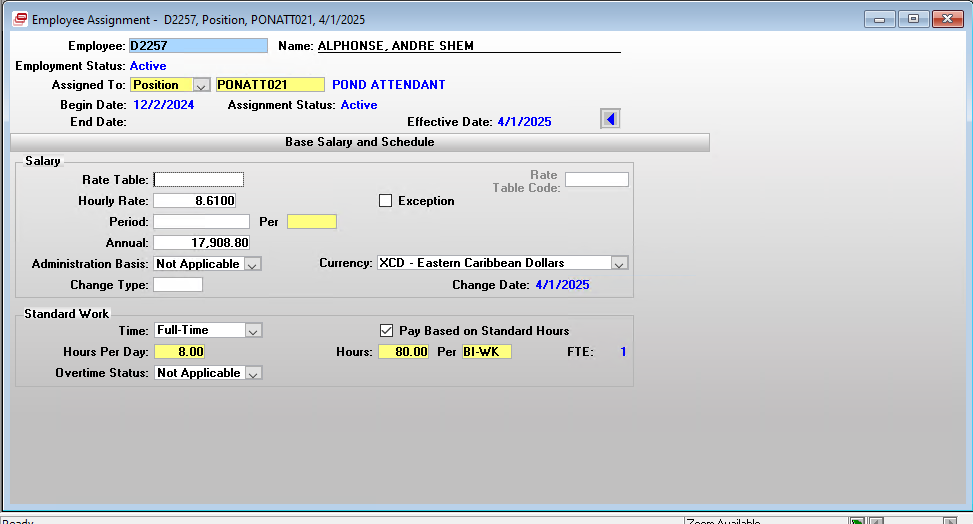 Employee Assignment - D2257, Position, PONATT021, 4/1/2025
Employee: D2257 Name: ALPHONSE, ANDRE SHEM
Employment Status: Active
Assigned To: Position PONATT021 POND ATTENDANT
Begin Date: 12/2/2024 Assignment Status: Active
End Date: Effective Date: 4/1/2025
Base Salary and Schedule
Salary
Rate Table: Rate Table Code:
Hourly Rate: 8.6100 Exception
Period: Per
Annual: 17,908.80
Administration Basis: Not Applicable Currency: XCD - Eastern Caribbean Dollars
Change Type: Change Date: 4/1/2025
Standard Work
Time: Full-Time Pay Based on Standard Hours
Hours Per Day: 8.00 Hours: 80.00 Per BI-WK FTE: 1
Overtime Status: Not Applicable
Ready Zoom Available